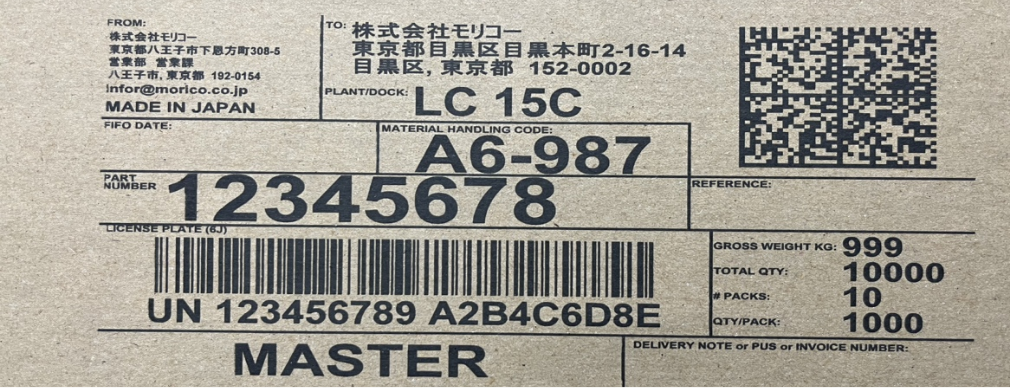 FROM:
株式会社モリコー
東京都八王子市下恩方町308-5
営業部 営業課
八王子市, 東京都 192-0154
infor@morico.co.jp
MADE IN JAPAN
TO: 株式会社モリコー
東京都目黒区目黒本町2-16-14
目黒区, 東京都 152-0002
PLANT/DOCK: LC 15C
FIFO DATE:
MATERIAL HANDLING CODE:
A6-987
PART NUMBER 12345678
REFERENCE:
LICENSE PLATE (6J)
UN 123456789 A2B4C6D8E
GROSS WEIGHT KG: 999
TOTAL QTY: 10000
# PACKS: 10
QTY/PACK: 1000
MASTER
DELIVERY NOTE or PUS or INVOICE NUMBER: